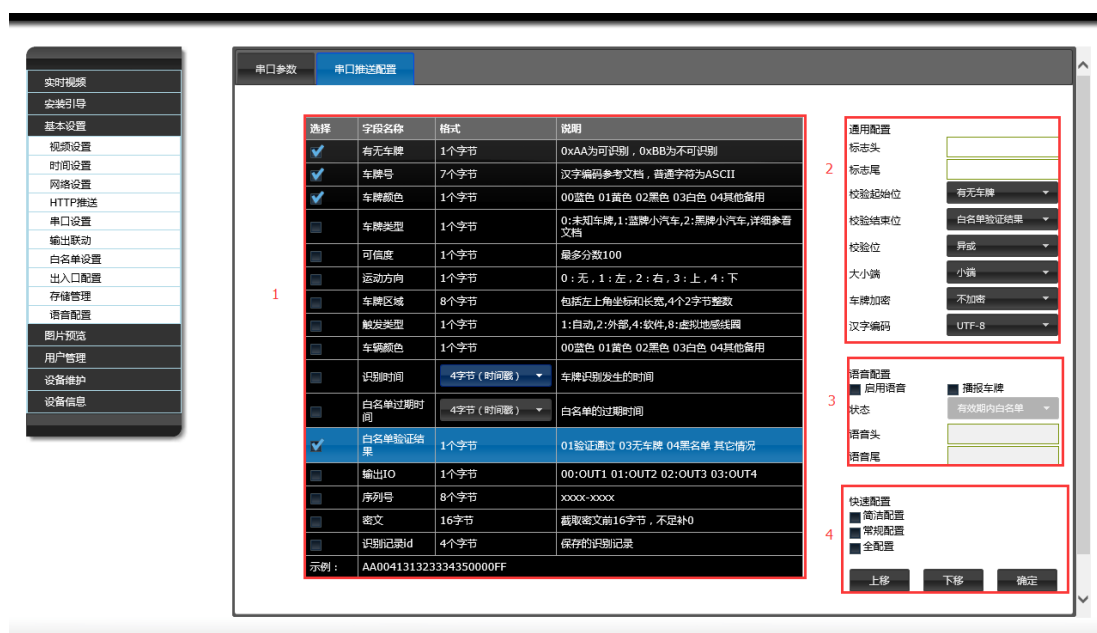 实时视频
安装引导
基本设置
视频设置
时间设置
网络设置
HTTP推送
串口设置
输出联动
白名单设置
出入口配置
存储管理
语音配置
图片预览
用户管理
设备维护
设备信息
串口参数 串口推送配置
1
选择 字段名称 格式 说明
有无车牌 1个字节 0xAA为可识别，0xBB为不可识别
车牌号 7个字节 汉字编码参考文档，普通字符为ASCII
车牌颜色 1个字节 00蓝色 01黄色 02黑色 03白色 04其他备用
车牌类型 1个字节 0:未知车牌,1:蓝牌小汽车,2:黑牌小汽车,详细参看
文档
可信度 1个字节 最多分数100
运动方向 1个字节 0：无，1：左，2：右，3：上，4：下
车牌区域 8个字节 包括左上角坐标和长宽,4个2字节整数
触发类型 1个字节 1:自动,2:外部,4:软件,8:虚拟地感线圈
车辆颜色 1个字节 00蓝色 01黄色 02黑色 03白色 04其他备用
识别时间 4字节（时间戳） 车牌识别发生的时间
白名单过期时
间 4字节（时间戳） 白名单的过期时间
白名单验证结
果 1个字节 01验证通过 03无车牌 04黑名单 其它情况
输出IO 1个字节 00:OUT1 01:OUT2 02:OUT3 03:OUT4
序列号 8个字节 xxxx-xxxx
密文 16字节 截取密文前16字节，不足补0
识别记录id 4个字节 保存的识别记录
示例： AA004131323334350000FF
2
通用配置
标志头
标志尾
校验起始位 有无车牌
校验结束位 白名单验证结果
校验位 异或
大小端 小端
车牌加密 不加密
汉字编码 UTF-8
3
语音配置
启用语音 播报车牌
状态 有效期内白名单
语音头
语音尾
4
快速配置
简洁配置
常规配置
全配置
上移 下移 确定